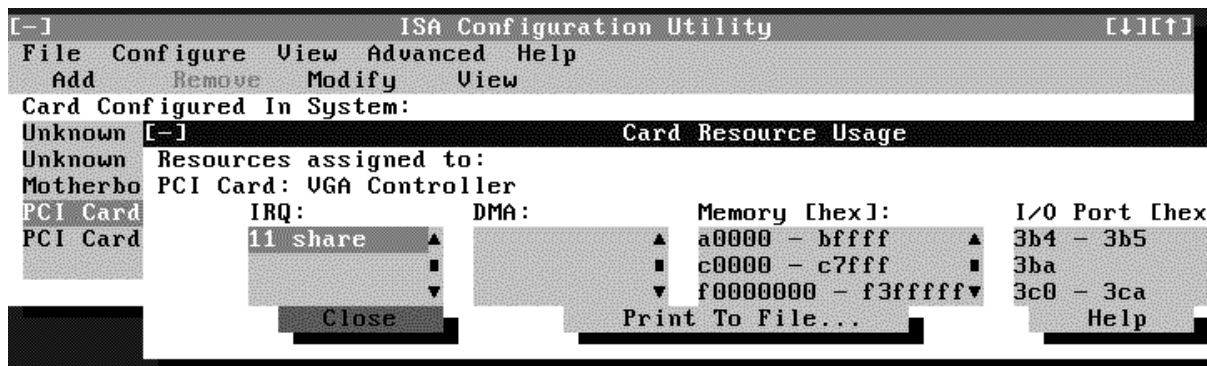 [-] ISA Configuration Utility [↓][↑]
File Configure View Advanced Help
Add Remove Modify View
Card Configured In System:
Unknown [-] Card Resource Usage
Unknown Resources assigned to:
Motherbo PCI Card: VGA Controller
PCI Card IRQ: DMA: Memory [hex]: I/O Port [hex
PCI Card 11 share ▲ ▲ a0000 - bffff ▲ 3b4 - 3b5
■ ■ c0000 - c7fff ■ 3ba
▼ ▼ f0000000 - f3ffffff▼ 3c0 - 3ca
Close Print To File... Help